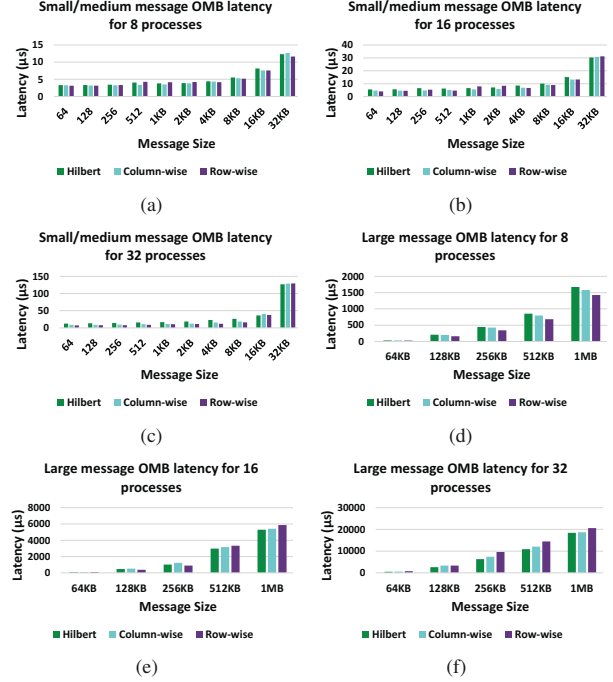 Small/medium message OMB latency
for 8 processes
Latency (µs)
15
10
5
0
64
128
256
512
1KB
2KB
4KB
8KB
16KB
32KB
Message Size
Hilbert Column-wise Row-wise
(a)
Small/medium message OMB latency
for 16 processes
Latency (µs)
40
30
20
10
0
64
128
256
512
1KB
2KB
4KB
8KB
16KB
32KB
Message Size
Hilbert Column-wise Row-wise
(b)
Small/medium message OMB latency
for 32 processes
Latency (µs)
150
100
50
0
64
128
256
512
1KB
2KB
4KB
8KB
16KB
32KB
Message Size
Hilbert Column-wise Row-wise
(c)
Large message OMB latency for 8
processes
Latency (µs)
2000
1500
1000
500
0
64KB 128KB 256KB 512KB 1MB
Message Size
Hilbert Column-wise Row-wise
(d)
Large message OMB latency for 16
processes
Latency (µs)
8000
6000
4000
2000
0
64KB 128KB 256KB 512KB 1MB
Message Size
Hilbert Column-wise Row-wise
(e)
Large message OMB latency for 32
processes
Latency (µs)
30000
20000
10000
0
64KB 128KB 256KB 512KB 1MB
Message Size
Hilbert Column-wise Row-wise
(f)